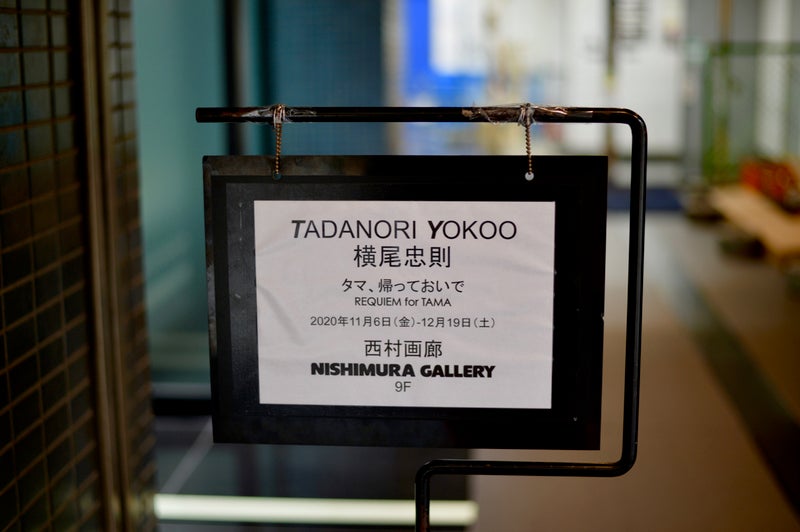 TADANORI YOKOO
横尾忠則
タマ、帰っておいで
REQUIEM for TAMA
2020年11月6日(金)-12月19日(土)
西村画廊
NISHIMURA GALLERY
9F